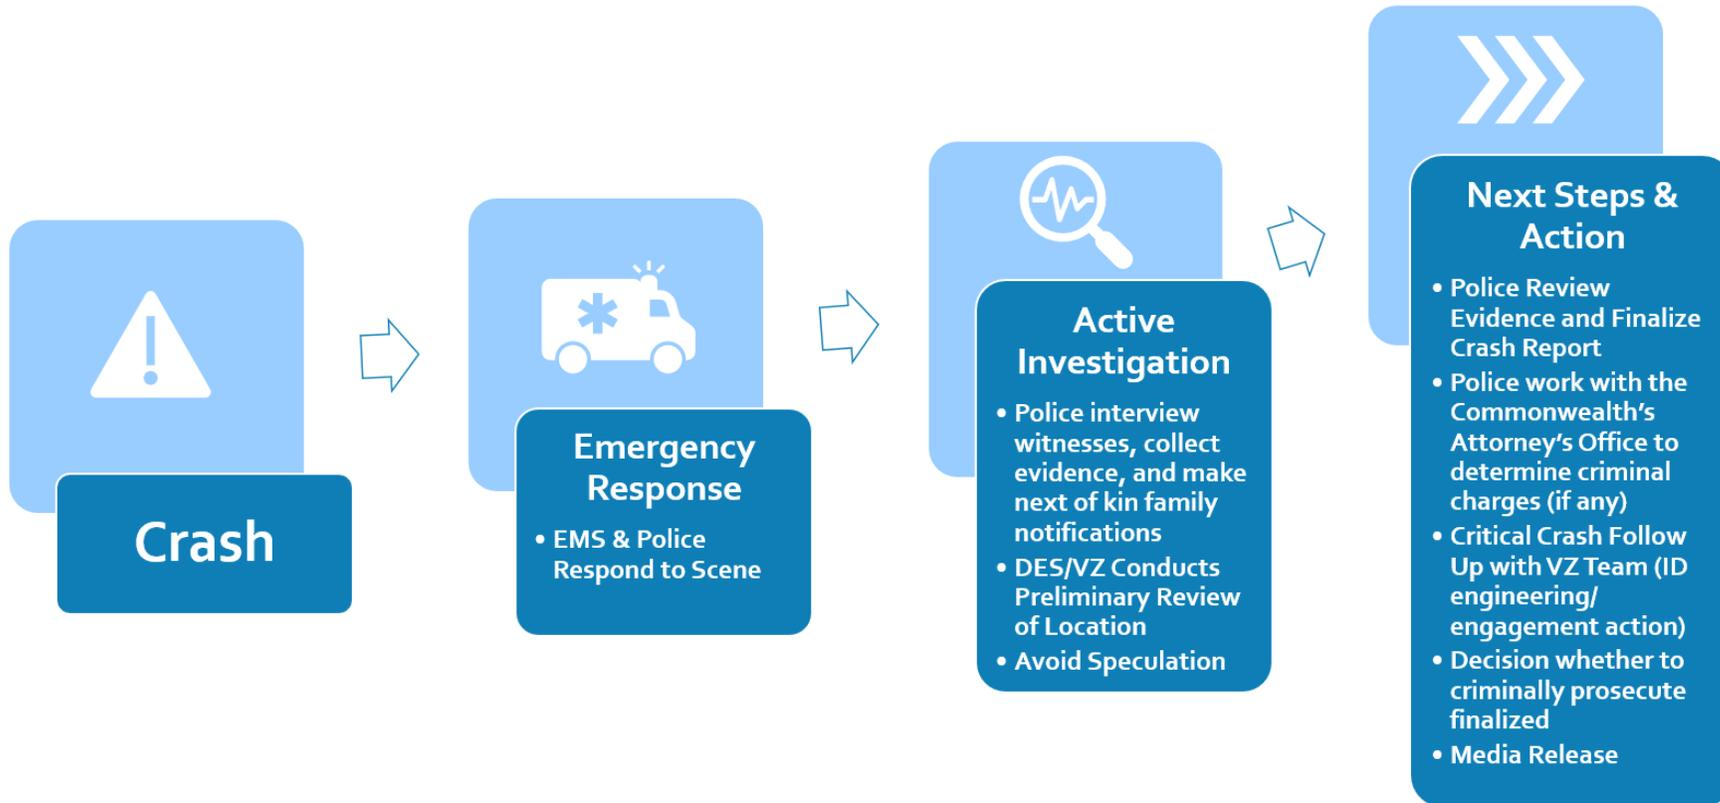 Crash
Emergency
Response
• EMS & Police
Respond to Scene
Active
Investigation
• Police interview
witnesses, collect
evidence, and make
next of kin family
notifications
• DES/VZ Conducts
Preliminary Review
of Location
• Avoid Speculation
Next Steps &
Action
• Police Review
Evidence and Finalize
Crash Report
• Police work with the
Commonwealth's
Attorney's Office to
determine criminal
charges (if any)
• Critical Crash Follow
Up with VZ Team (ID
engineering/
engagement action)
• Decision whether to
criminally prosecute
finalized
• Media Release